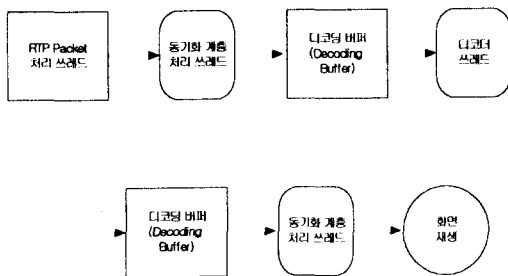 RTP Packet
처리 쓰레드
동기화 계층
처리 쓰레드
디코딩 버퍼
(Decoding
Buffer)
디코더
쓰레드
디코딩 버퍼
(Decoding
Buffer)
동기화 계층
처리 쓰레드
화면
재생